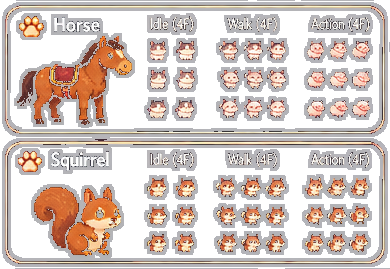 Horse
Idle (4F)
Walk (4F)
Action (4F)
Squirrel
Idle (4F)
Walk (4F)
Action (4F)